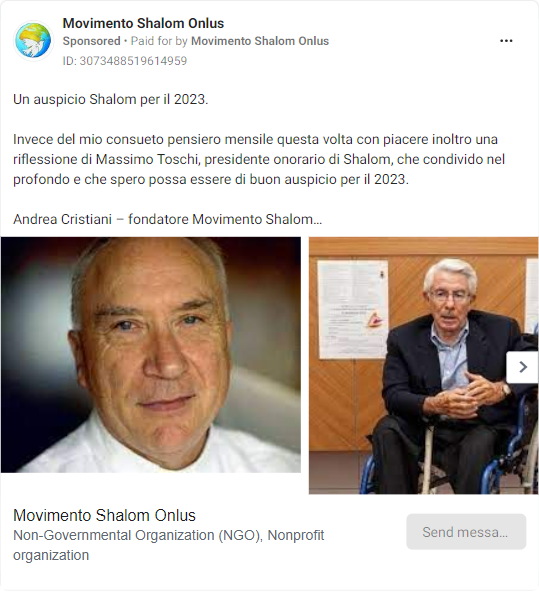 Movimento Shalom Onlus
Sponsored • Paid for by Movimento Shalom Onlus
ID: 3073488519614959
Un auspicio Shalom per il 2023.
Invece del mio consueto pensiero mensile questa volta con piacere inoltro una
riflessione di Massimo Toschi, presidente onorario di Shalom, che condivido nel
profondo e che spero possa essere di buon auspicio per il 2023.
Andrea Cristiani – fondatore Movimento Shalom...
Movimento Shalom Onlus
Non-Governmental Organization (NGO), Nonprofit
organization
Send messa...